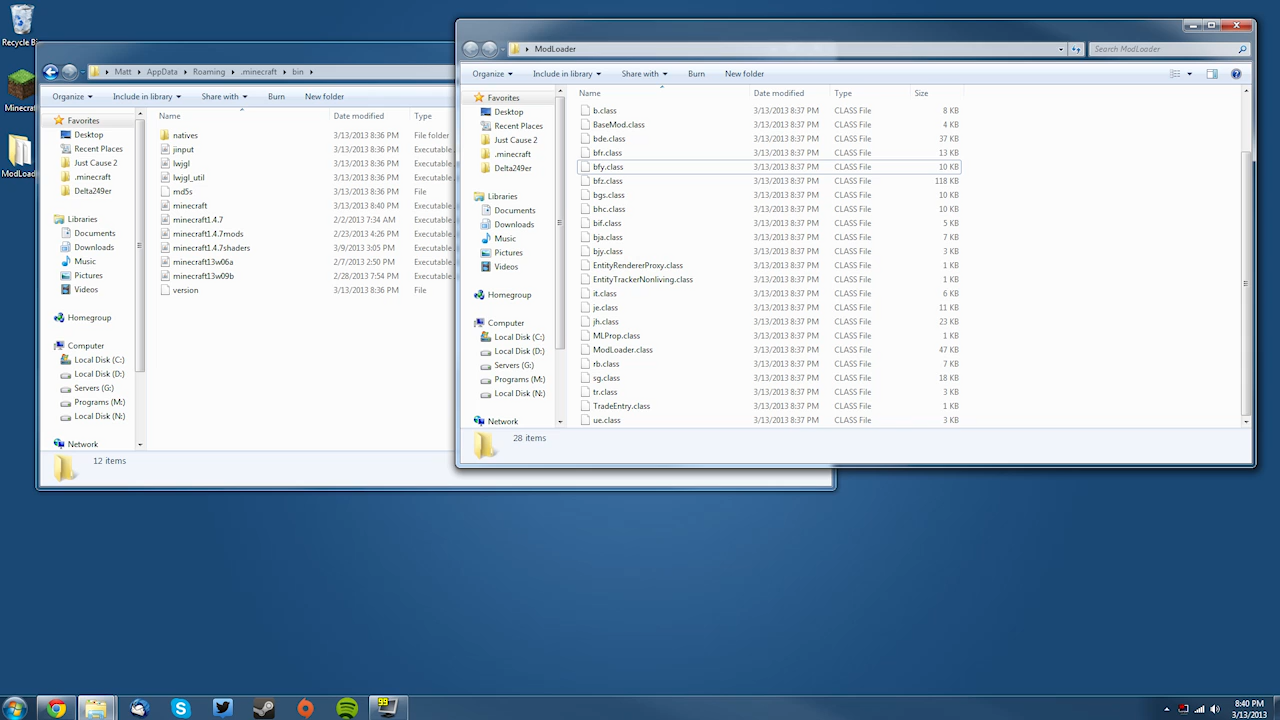 Recycle Bi
Minecraf
ModLoad
Matt AppData Roaming .minecraft bin
Organize Include in library Share with Burn New folder
Name Date modified Type
Favorites
Desktop
Recent Places
Just Cause 2
.minecraft
Delta249er
Libraries
Documents
Downloads
Music
Pictures
Videos
Homegroup
Computer
Local Disk (C:)
Local Disk (D:)
Servers (G:)
Programs (M:)
Local Disk (N:)
Network
natives 3/13/2013 8:36 PM File folder
jinput 3/13/2013 8:36 PM Executable
lwjgl 3/13/2013 8:36 PM Executable
lwjgl_util 3/13/2013 8:36 PM Executable
md5s 3/13/2013 8:36 PM File
minecraft 3/13/2013 8:40 PM Executable
minecraft1.4.7 2/2/2013 7:34 AM Executable
minecraft1.4.7mods 2/23/2013 4:26 PM Executable
minecraft1.4.7shaders 3/9/2013 3:05 PM Executable
minecraft13w06a 2/7/2013 2:50 PM Executable
minecraft13w09b 2/28/2013 7:54 PM Executable
version 3/13/2013 8:36 PM File
12 items
ModLoader
Search ModLoader
Organize Include in library Share with Burn New folder
Name Date modified Type Size
Favorites
Desktop
Recent Places
Just Cause 2
.minecraft
Delta249er
Libraries
Documents
Downloads
Music
Pictures
Videos
Homegroup
Computer
Local Disk (C:)
Local Disk (D:)
Servers (G:)
Programs (M:)
Local Disk (N:)
Network
b.class 3/13/2013 8:37 PM CLASS File 8 KB
BaseMod.class 3/13/2013 8:37 PM CLASS File 4 KB
bde.class 3/13/2013 8:37 PM CLASS File 37 KB
bfr.class 3/13/2013 8:37 PM CLASS File 13 KB
bfy.class 3/13/2013 8:37 PM CLASS File 10 KB
bfz.class 3/13/2013 8:37 PM CLASS File 118 KB
bgs.class 3/13/2013 8:37 PM CLASS File 10 KB
bhc.class 3/13/2013 8:37 PM CLASS File 10 KB
bif.class 3/13/2013 8:37 PM CLASS File 5 KB
bja.class 3/13/2013 8:37 PM CLASS File 7 KB
bjy.class 3/13/2013 8:37 PM CLASS File 3 KB
EntityRendererProxy.class 3/13/2013 8:37 PM CLASS File 1 KB
EntityTrackerNonliving.class 3/13/2013 8:37 PM CLASS File 1 KB
it.class 3/13/2013 8:37 PM CLASS File 6 KB
je.class 3/13/2013 8:37 PM CLASS File 11 KB
jh.class 3/13/2013 8:37 PM CLASS File 23 KB
MLProp.class 3/13/2013 8:37 PM CLASS File 1 KB
ModLoader.class 3/13/2013 8:37 PM CLASS File 47 KB
rb.class 3/13/2013 8:37 PM CLASS File 7 KB
sg.class 3/13/2013 8:37 PM CLASS File 18 KB
tr.class 3/13/2013 8:37 PM CLASS File 3 KB
TradeEntry.class 3/13/2013 8:37 PM CLASS File 1 KB
ue.class 3/13/2013 8:37 PM CLASS File 3 KB
28 items
99
8:40 PM
3/13/2013